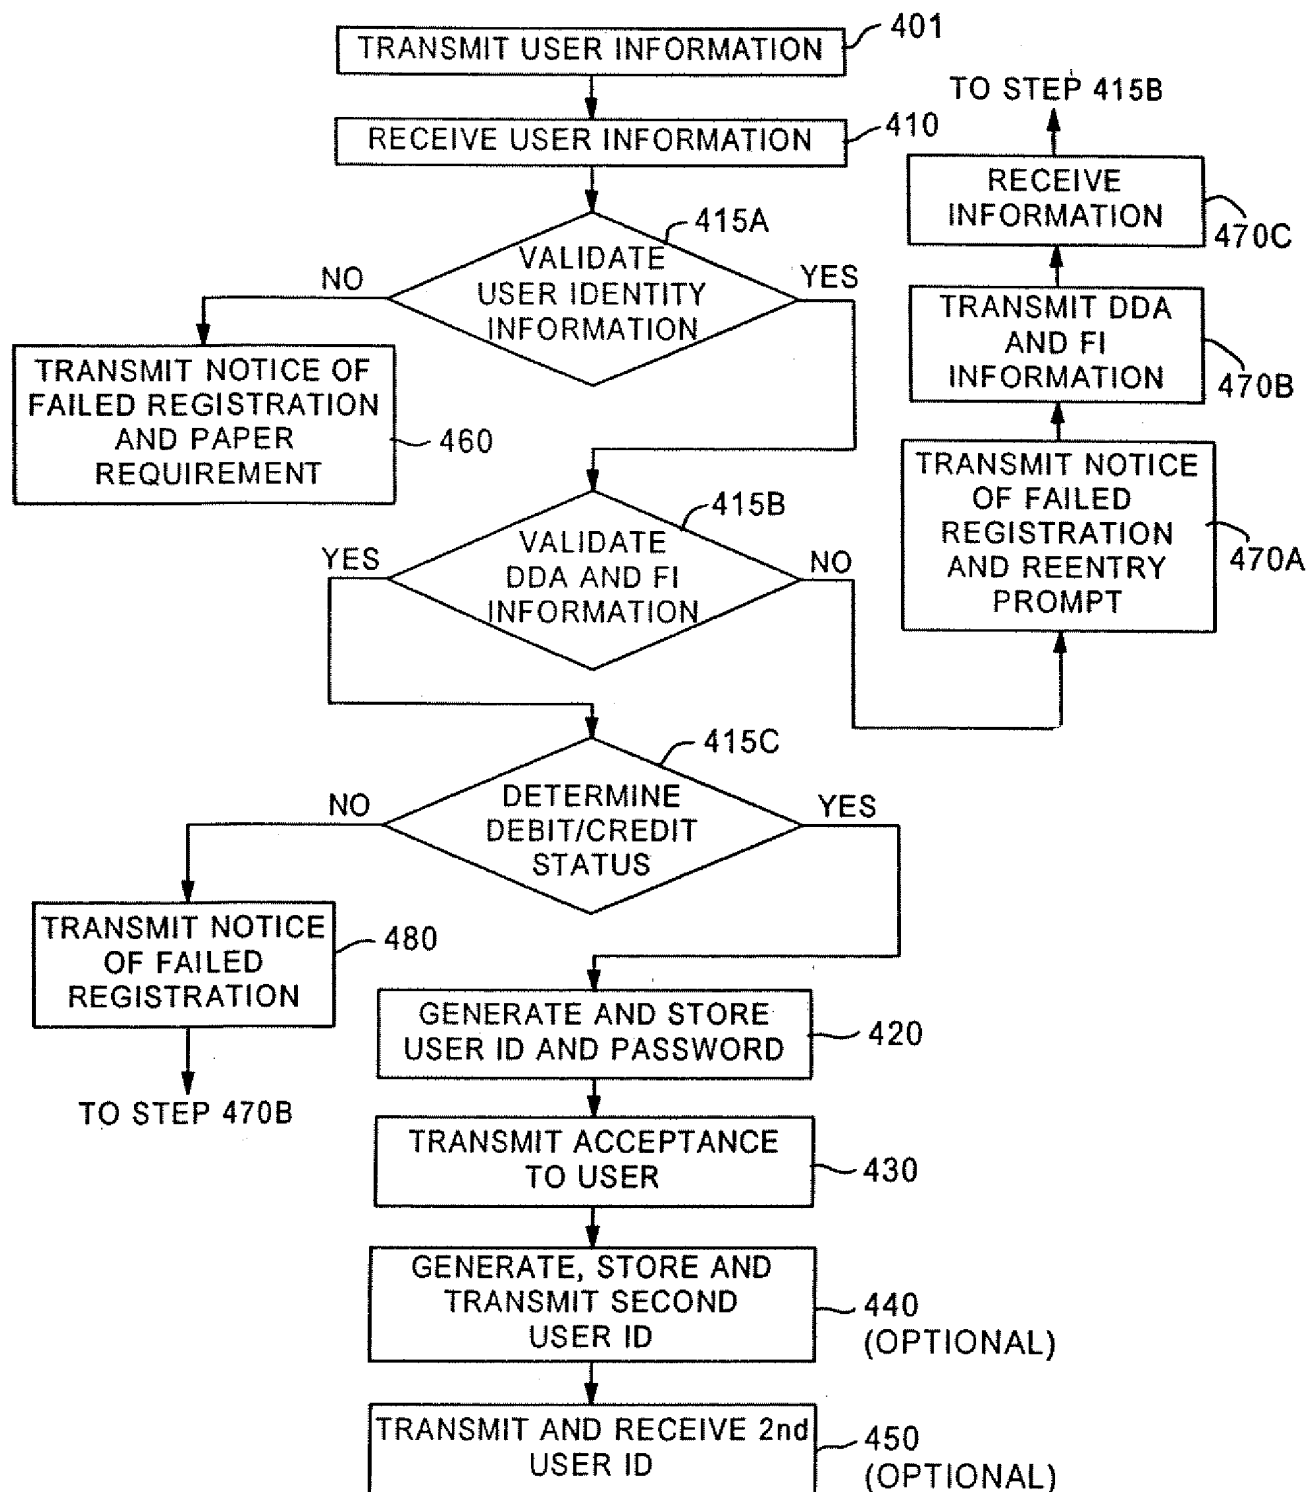 TRANSMIT USER INFORMATION
401
RECEIVE USER INFORMATION
410
415A
VALIDATE
USER IDENTITY
INFORMATION
NO
YES
TRANSMIT NOTICE OF
FAILED REGISTRATION
AND PAPER
REQUIREMENT
460
415B
VALIDATE
DDA AND FI
INFORMATION
YES
NO
TO STEP 415B
RECEIVE
INFORMATION
470C
TRANSMIT DDA
AND FI
INFORMATION
470B
TRANSMIT NOTICE
OF FAILED
REGISTRATION
AND REENTRY
PROMPT
470A
415C
DETERMINE
DEBIT/CREDIT
STATUS
NO
YES
TRANSMIT NOTICE
OF FAILED
REGISTRATION
480
TO STEP 470B
GENERATE AND STORE
USER ID AND PASSWORD
420
TRANSMIT ACCEPTANCE
TO USER
430
GENERATE, STORE AND
TRANSMIT SECOND
USER ID
440
(OPTIONAL)
TRANSMIT AND RECEIVE 2nd
USER ID
450
(OPTIONAL)